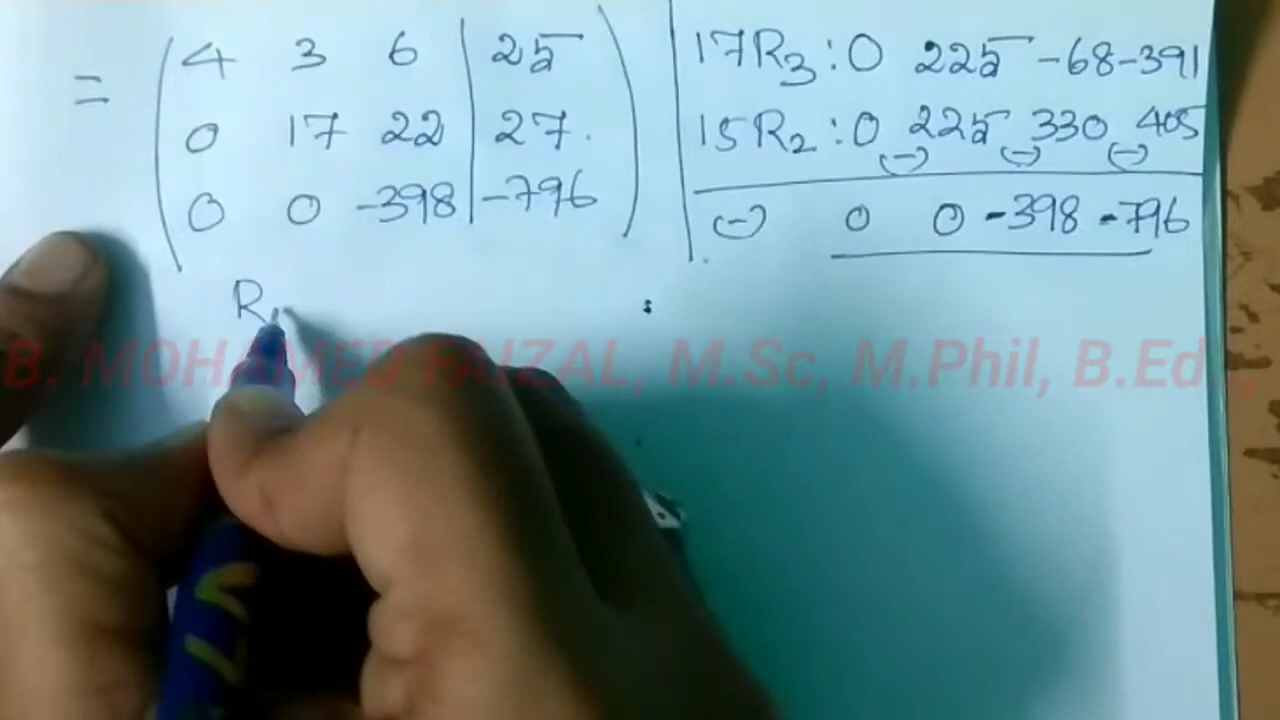 = 4 3 6 | 25
0 17 22 | 27.
0 0 -398 | -796
17R₃ : 0 225 -68 -391
15R₂ : 0 225 330 405
(-) (-) (-)
(-) 0 0 -398 -796
R
B. MOHAMED FAIZAL, M.Sc, M.Phil, B.Ed.,